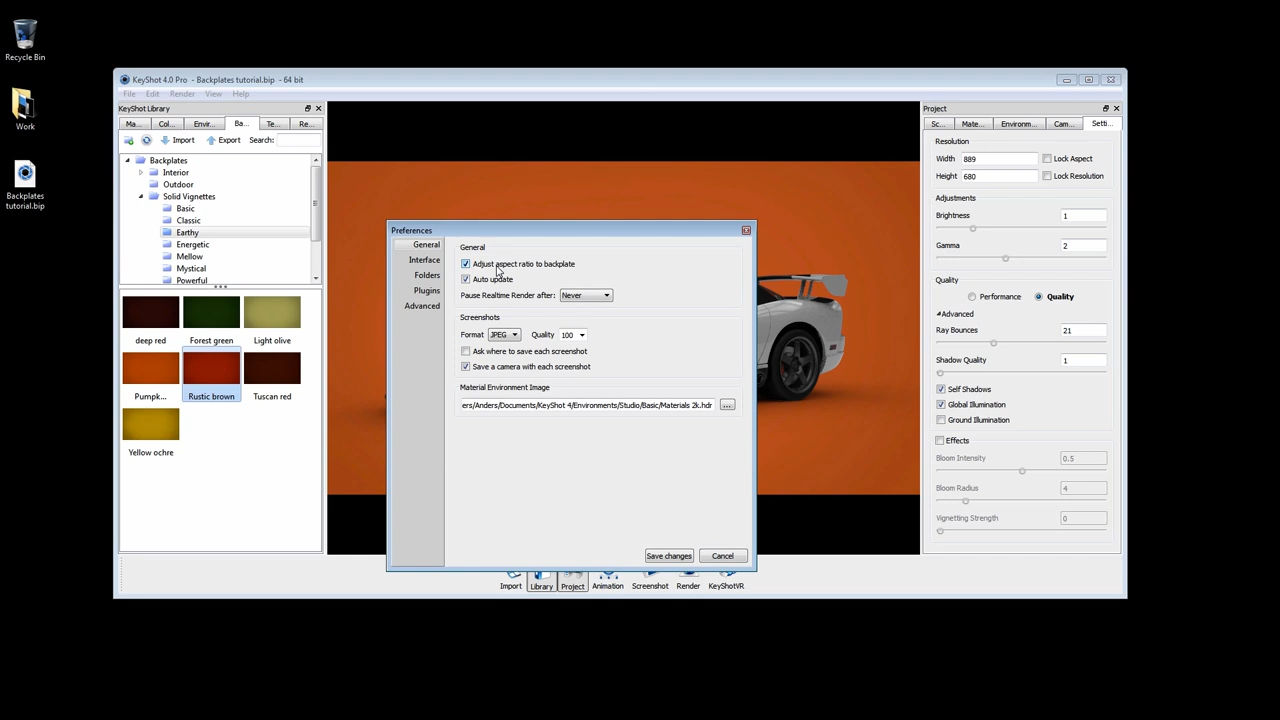 Recycle Bin
Work
Backplates
tutorial.bip
KeyShot 4.0 Pro - Backplates tutorial.bip - 64 bit
File Edit Render View Help
KeyShot Library
Ma... Col... Envir... Ba... Te... Re...
Import Export Search:
Backplates
Interior
Outdoor
Solid Vignettes
Basic
Classic
Earthy
Energetic
Mellow
Mystical
Powerful
deep red Forest green Light olive
Pumpk... Rustic brown Tuscan red
Yellow ochre
Preferences
General
Interface
Folders
Plugins
Advanced
General
Adjust aspect ratio to backplate
Auto update
Pause Realtime Render after: Never
Screenshots
Format JPEG Quality 100
Ask where to save each screenshot
Save a camera with each screenshot
Material Environment Image
ers/Anders/Documents/KeyShot 4/Environments/Studio/Basic/Materials 2k.hdr ...
Save changes Cancel
Import Library Project Animation Screenshot Render KeyShotVR
Project
Sc... Mate... Environm... Cam... Setti...
Resolution
Width 889 Lock Aspect
Height 680 Lock Resolution
Adjustments
Brightness 1
Gamma 2
Quality
Performance Quality
Advanced
Ray Bounces 21
Shadow Quality 1
Self Shadows
Global Illumination
Ground Illumination
Effects
Bloom Intensity 0.5
Bloom Radius 4
Vignetting Strength 0